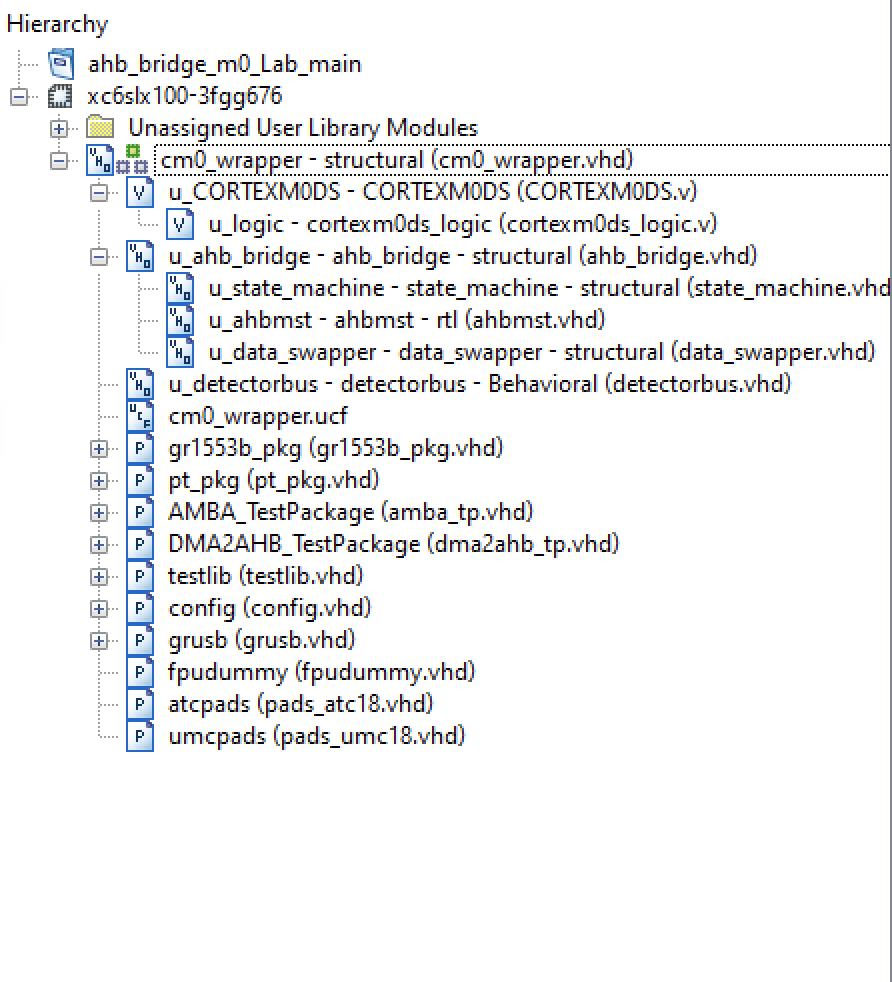 Hierarchy
ahb_bridge_m0_Lab_main
xc6slx100-3fgg676
Unassigned User Library Modules
cm0_wrapper - structural (cm0_wrapper.vhd)
u_CORTEXM0DS - CORTEXM0DS (CORTEXM0DS.v)
u_logic - cortexm0ds_logic (cortexm0ds_logic.v)
u_ahb_bridge - ahb_bridge - structural (ahb_bridge.vhd)
u_state_machine - state_machine - structural (state_machine.vhd
u_ahbmst - ahbmst - rtl (ahbmst.vhd)
u_data_swapper - data_swapper - structural (data_swapper.vhd)
u_detectorbus - detectorbus - Behavioral (detectorbus.vhd)
cm0_wrapper.ucf
gr1553b_pkg (gr1553b_pkg.vhd)
pt_pkg (pt_pkg.vhd)
AMBA_TestPackage (amba_tp.vhd)
DMA2AHB_TestPackage (dma2ahb_tp.vhd)
testlib (testlib.vhd)
config (config.vhd)
grusb (grusb.vhd)
fpudummy (fpudummy.vhd)
atcpads (pads_atc18.vhd)
umcpads (pads_umc18.vhd)